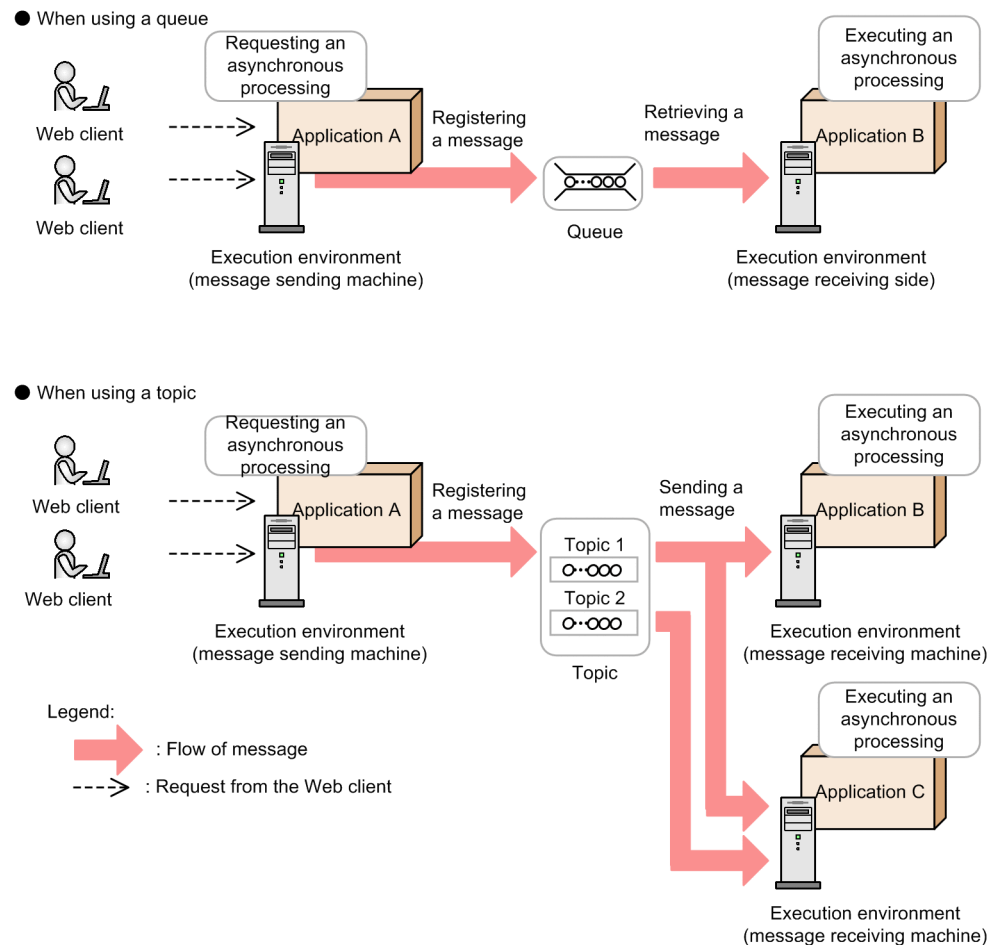 ● When using a queue
Requesting an
asynchronous
processing
Executing an
asynchronous
processing
Web client
Application A
Registering
a message
Retrieving a
message
Application B
Web client
Queue
Execution environment
(message sending machine)
Execution environment
(message receiving side)
● When using a topic
Requesting an
asynchronous
processing
Executing an
asynchronous
processing
Web client
Application A
Registering
a message
Sending a
message
Application B
Topic 1
Topic 2
Web client
Execution environment
(message sending machine)
Topic
Execution environment
(message receiving machine)
Legend:
: Flow of message
: Request from the Web client
Executing an
asynchronous
processing
Application C
Execution environment
(message receiving machine)